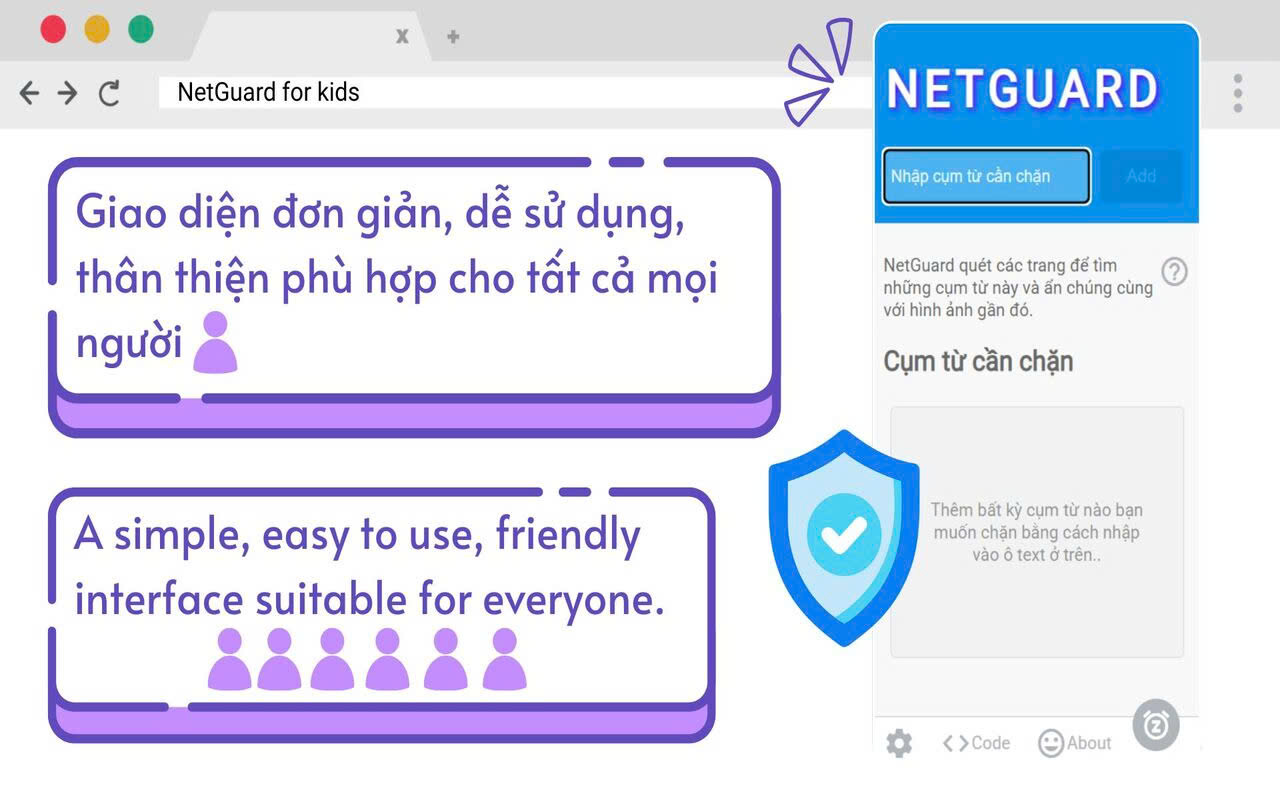 x
+
NetGuard for kids
Giao diện đơn giản, dễ sử dụng,
thân thiện phù hợp cho tất cả mọi
người
A simple, easy to use, friendly
interface suitable for everyone.
NETGUARD
Nhập cụm từ cần chặn
Add
NetGuard quét các trang để tìm
những cụm từ này và ẩn chúng cùng
với hình ảnh gần đó.
?
Cụm từ cần chặn
Thêm bất kỳ cụm từ nào bạn
muốn chặn bằng cách nhập
vào ô text ở trên..
<> Code
About
z